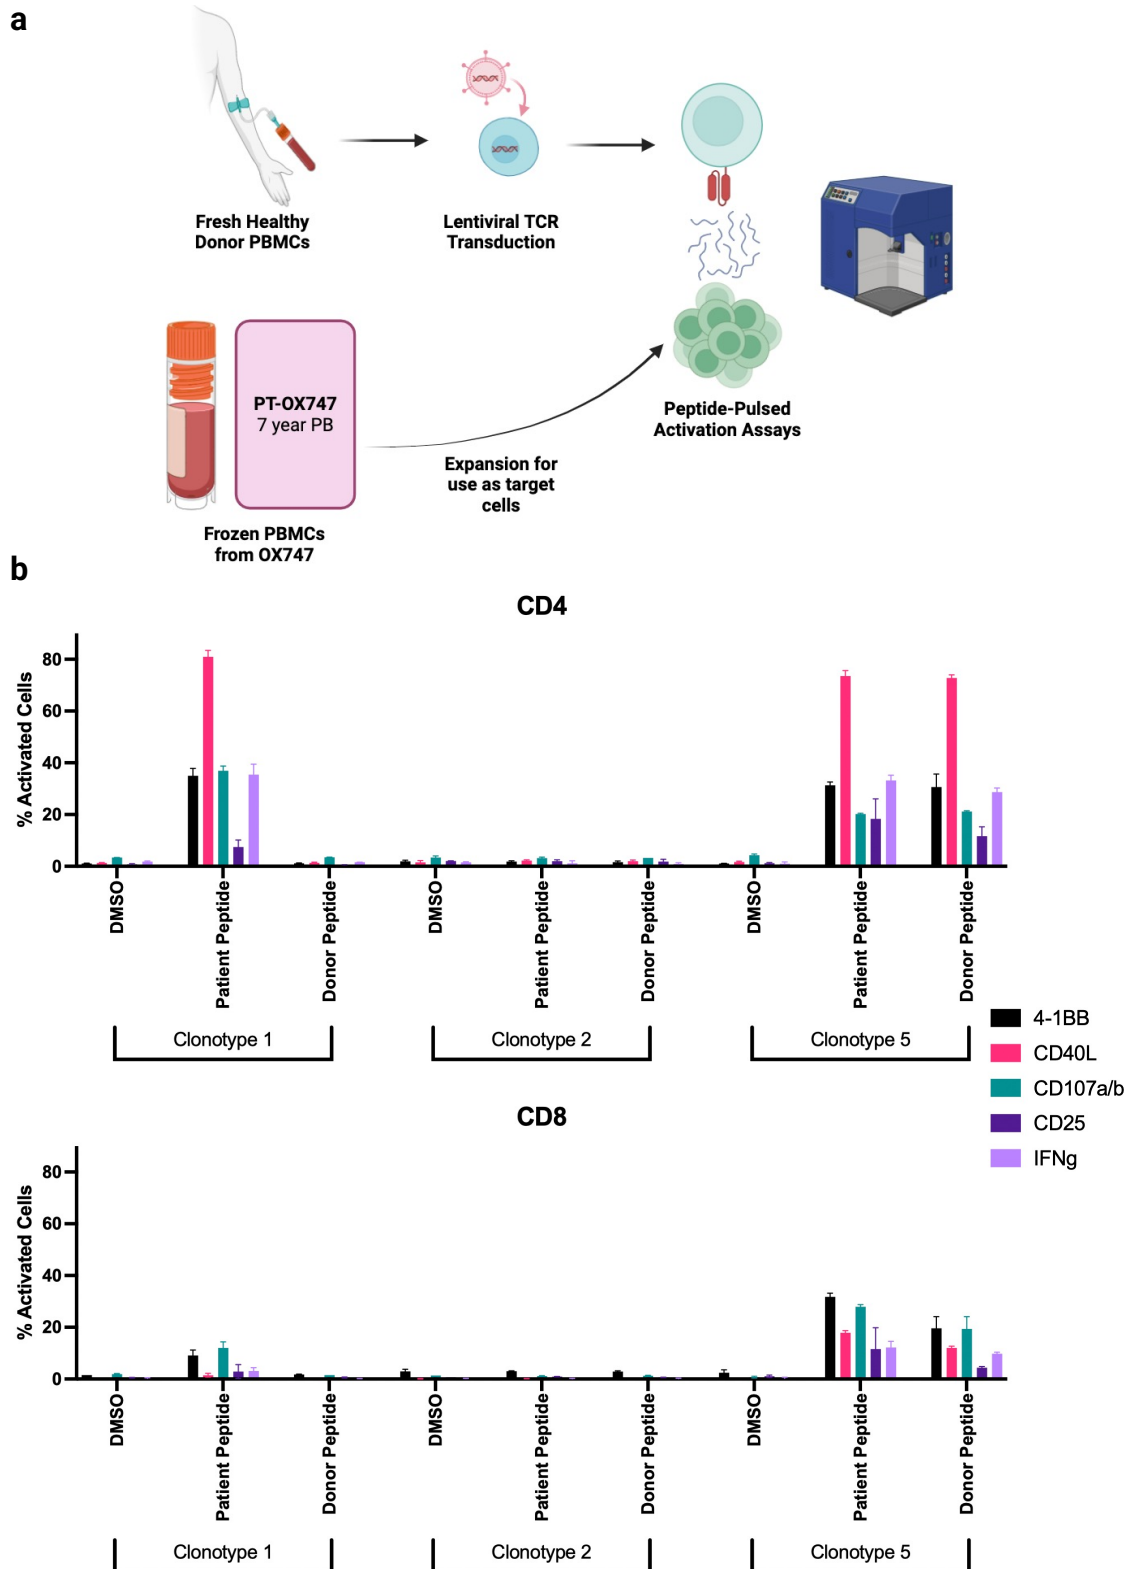 a
Fresh Healthy
Donor PBMCs
Lentiviral TCR
Transduction
PT-OX747
7 year PB
Peptide-Pulsed
Activation Assays
Expansion for
use as target
cells
Frozen PBMCs
from OX747
b
CD4
% Activated Cells
80
60
40
20
0
DMSO
Patient Peptide
Donor Peptide
DMSO
Patient Peptide
Donor Peptide
DMSO
Patient Peptide
Donor Peptide
Clonotype 1
Clonotype 2
Clonotype 5
4-1BB
CD40L
CD107a/b
CD25
IFNg
CD8
% Activated Cells
80
60
40
20
0
DMSO
Patient Peptide
Donor Peptide
DMSO
Patient Peptide
Donor Peptide
DMSO
Patient Peptide
Donor Peptide
Clonotype 1
Clonotype 2
Clonotype 5